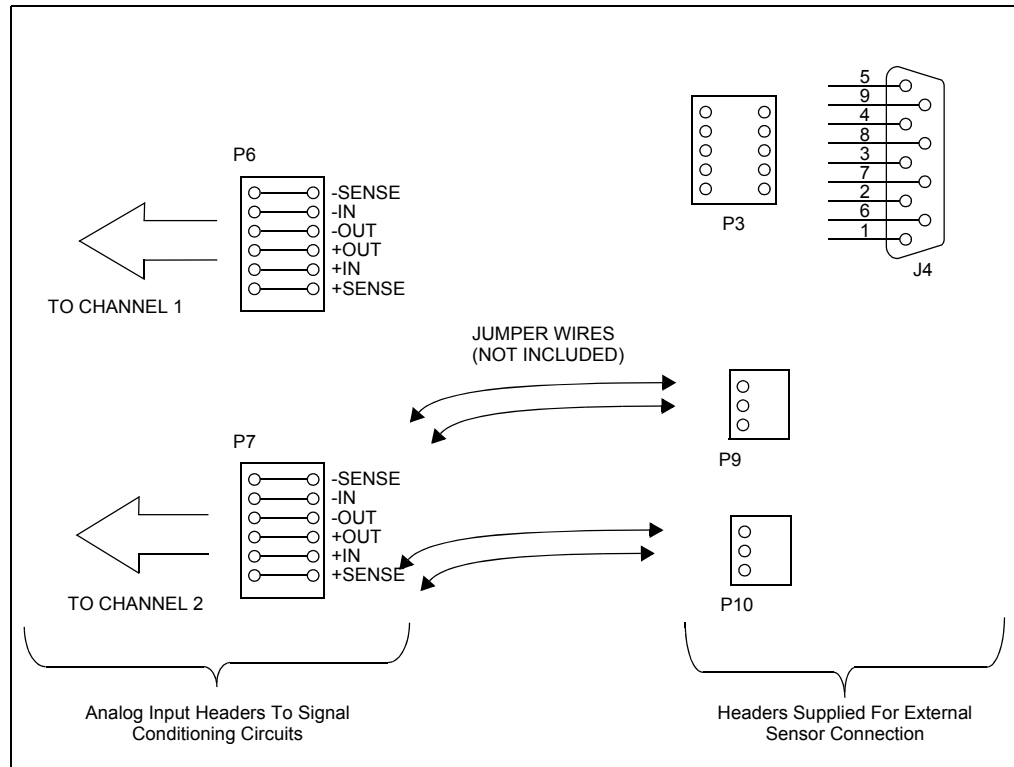 5
9
4
8
3
7
2
6
1
J4
P3
P6
-SENSE
-IN
-OUT
+OUT
+IN
+SENSE
TO CHANNEL 1
JUMPER WIRES
(NOT INCLUDED)
P9
P7
-SENSE
-IN
-OUT
+OUT
+IN
+SENSE
TO CHANNEL 2
P10
Analog Input Headers To Signal
Conditioning Circuits
Headers Supplied For External
Sensor Connection